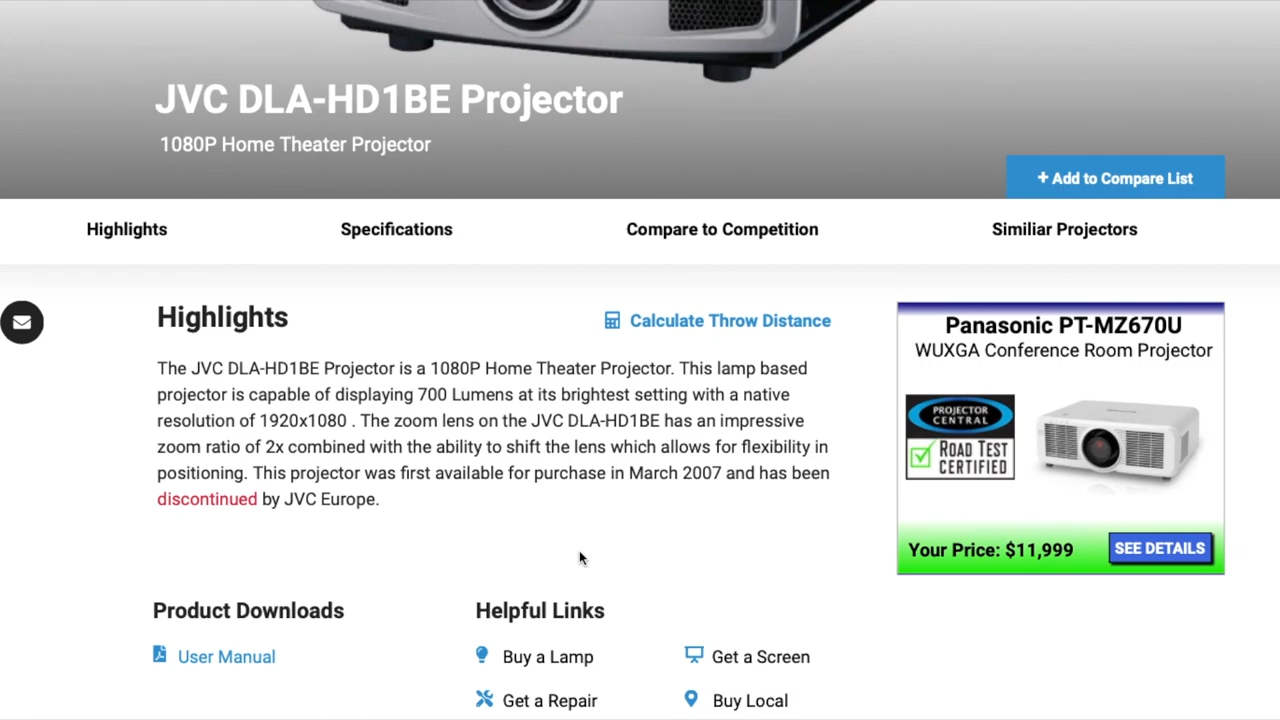 JVC DLA-HD1BE Projector
1080P Home Theater Projector
+ Add to Compare List
Highlights
Specifications
Compare to Competition
Similiar Projectors
Highlights
Calculate Throw Distance
The JVC DLA-HD1BE Projector is a 1080P Home Theater Projector. This lamp based
projector is capable of displaying 700 Lumens at its brightest setting with a native
resolution of 1920x1080 . The zoom lens on the JVC DLA-HD1BE has an impressive
zoom ratio of 2x combined with the ability to shift the lens which allows for flexibility in
positioning. This projector was first available for purchase in March 2007 and has been
discontinued by JVC Europe.
Panasonic PT-MZ670U
WUXGA Conference Room Projector
PROJECTOR
CENTRAL
ROAD TEST
CERTIFIED
Your Price: $11,999
SEE DETAILS
Product Downloads
User Manual
Helpful Links
Buy a Lamp
Get a Screen
Get a Repair
Buy Local